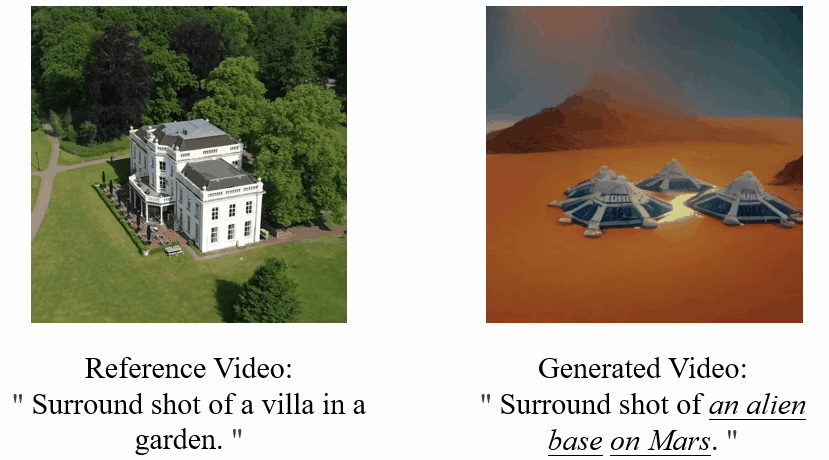 Reference Video:
" Surround shot of a villa in a
garden. "
Generated Video:
" Surround shot of an alien
base on Mars. "